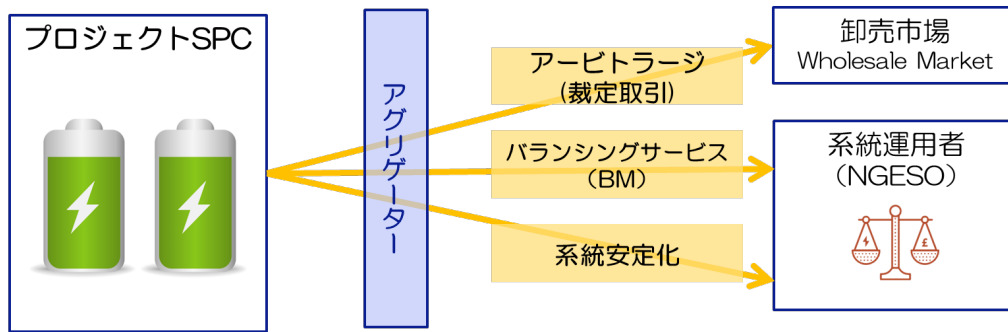 プロジェクトSPC
アグリゲーター
アービトラージ
(裁定取引)
バランシングサービス
（BM）
系統安定化
卸売市場
Wholesale Market
系統運用者
（NGESO）
£